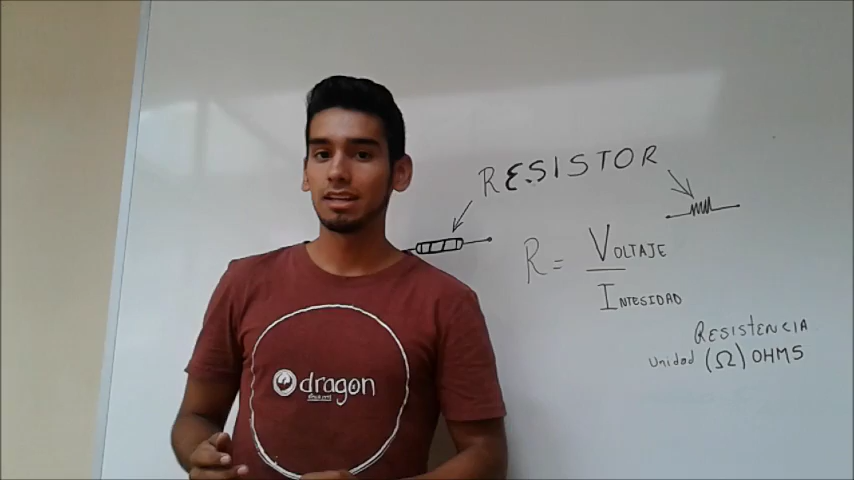 RESISTOR
R = VOLTAJE
INTESIDAD
RESISTENCIA
Unidad (Ω) OHMS
dragon